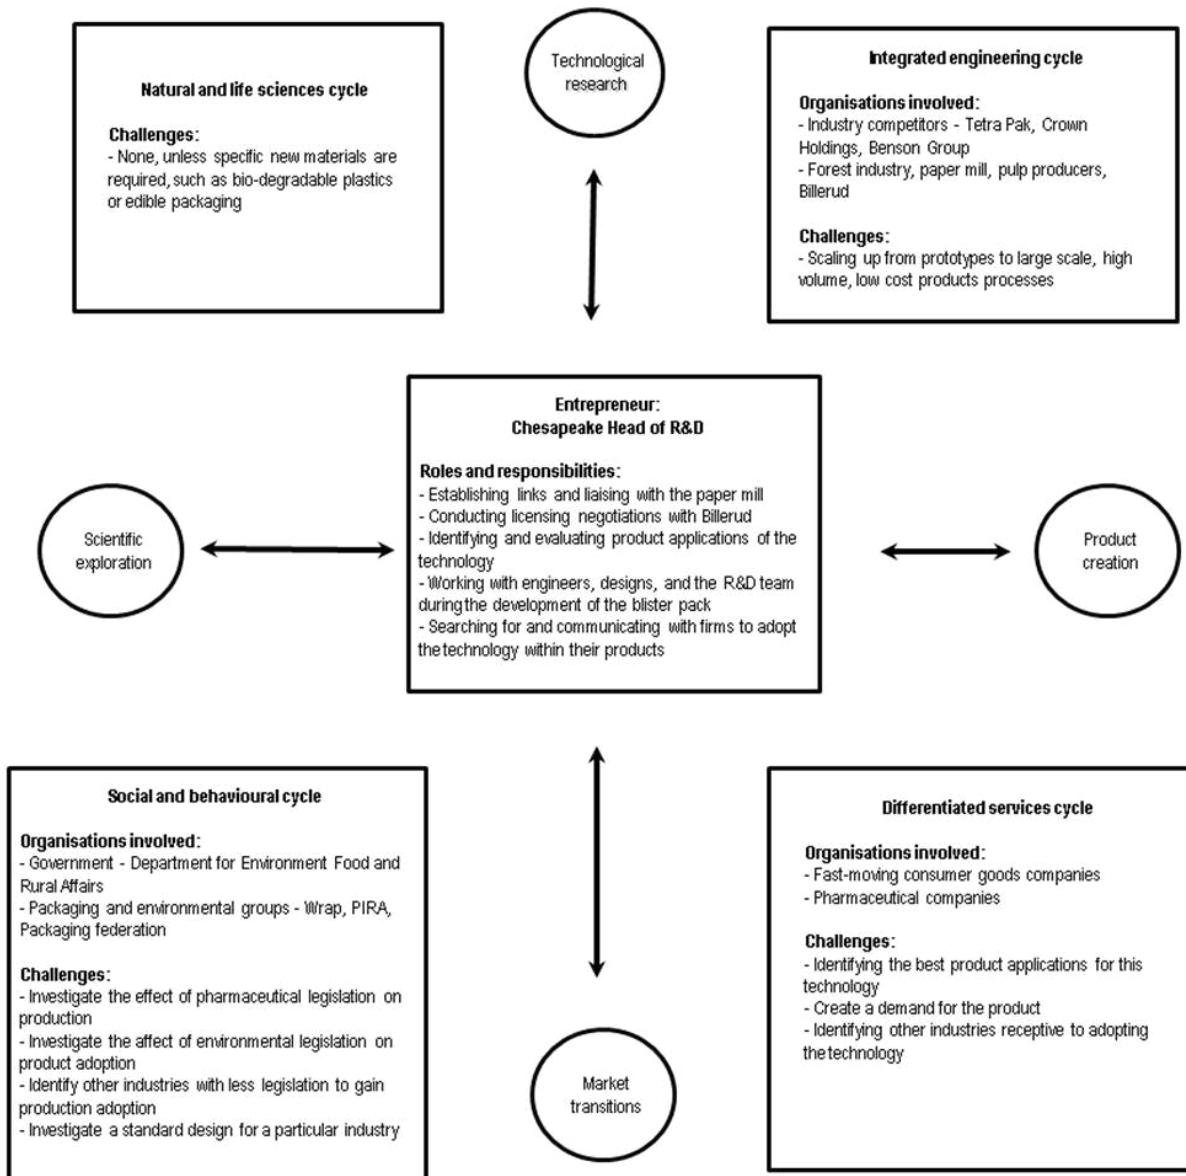 Natural and life sciences cycle
Challenges:
- None, unless specific new materials are
required, such as bio-degradable plastics
or edible packaging
Technological
research
Integrated engineering cycle
Organisations involved:
- Industry competitors - Tetra Pak, Crown
Holdings, Benson Group
- Forest industry, paper mill, pulp producers,
Billerud
Challenges:
- Scaling up from prototypes to large scale, high
volume, low cost products processes
Scientific
exploration
Entrepreneur:
Chesapeake Head of R&D
Roles and responsibilities:
- Establishing links and liaising with the paper mill
- Conducting licensing negotiations with Billerud
- Identifying and evaluating product applications of the
technology
- Working with engineers, designs, and the R&D team
during the development of the blister pack
- Searching for and communicating with firms to adopt
the technology within their products
Product
creation
Social and behavioural cycle
Organisations involved:
- Government - Department for Environment Food and
Rural Affairs
- Packaging and environmental groups - Wrap, PIRA,
Packaging federation
Challenges:
- Investigate the effect of pharmaceutical legislation on
production
- Investigate the affect of environmental legislation on
product adoption
- Identify other industries with less legislation to gain
production adoption
- Investigate a standard design for a particular industry
Market
transitions
Differentiated services cycle
Organisations involved:
- Fast-moving consumer goods companies
- Pharmaceutical companies
Challenges:
- Identifying the best product applications for this
technology
- Create a demand for the product
- Identifying other industries receptive to adopting
the technology